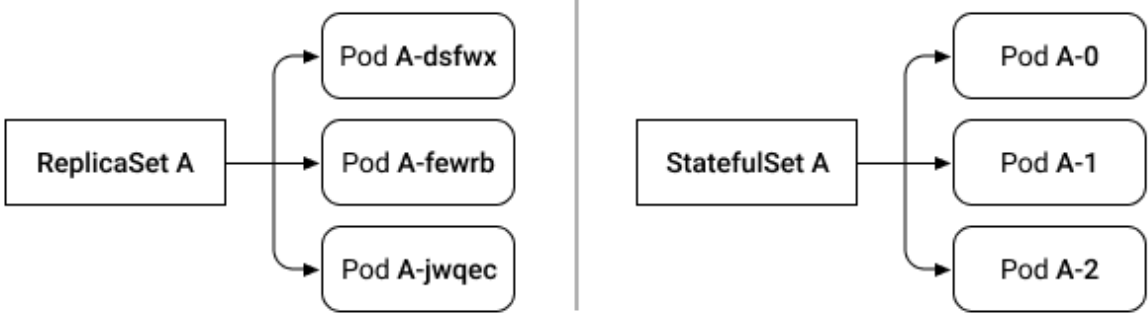 ReplicaSet A
Pod A-dsfwx
Pod A-fewrb
Pod A-jwqec
StatefulSet A
Pod A-0
Pod A-1
Pod A-2